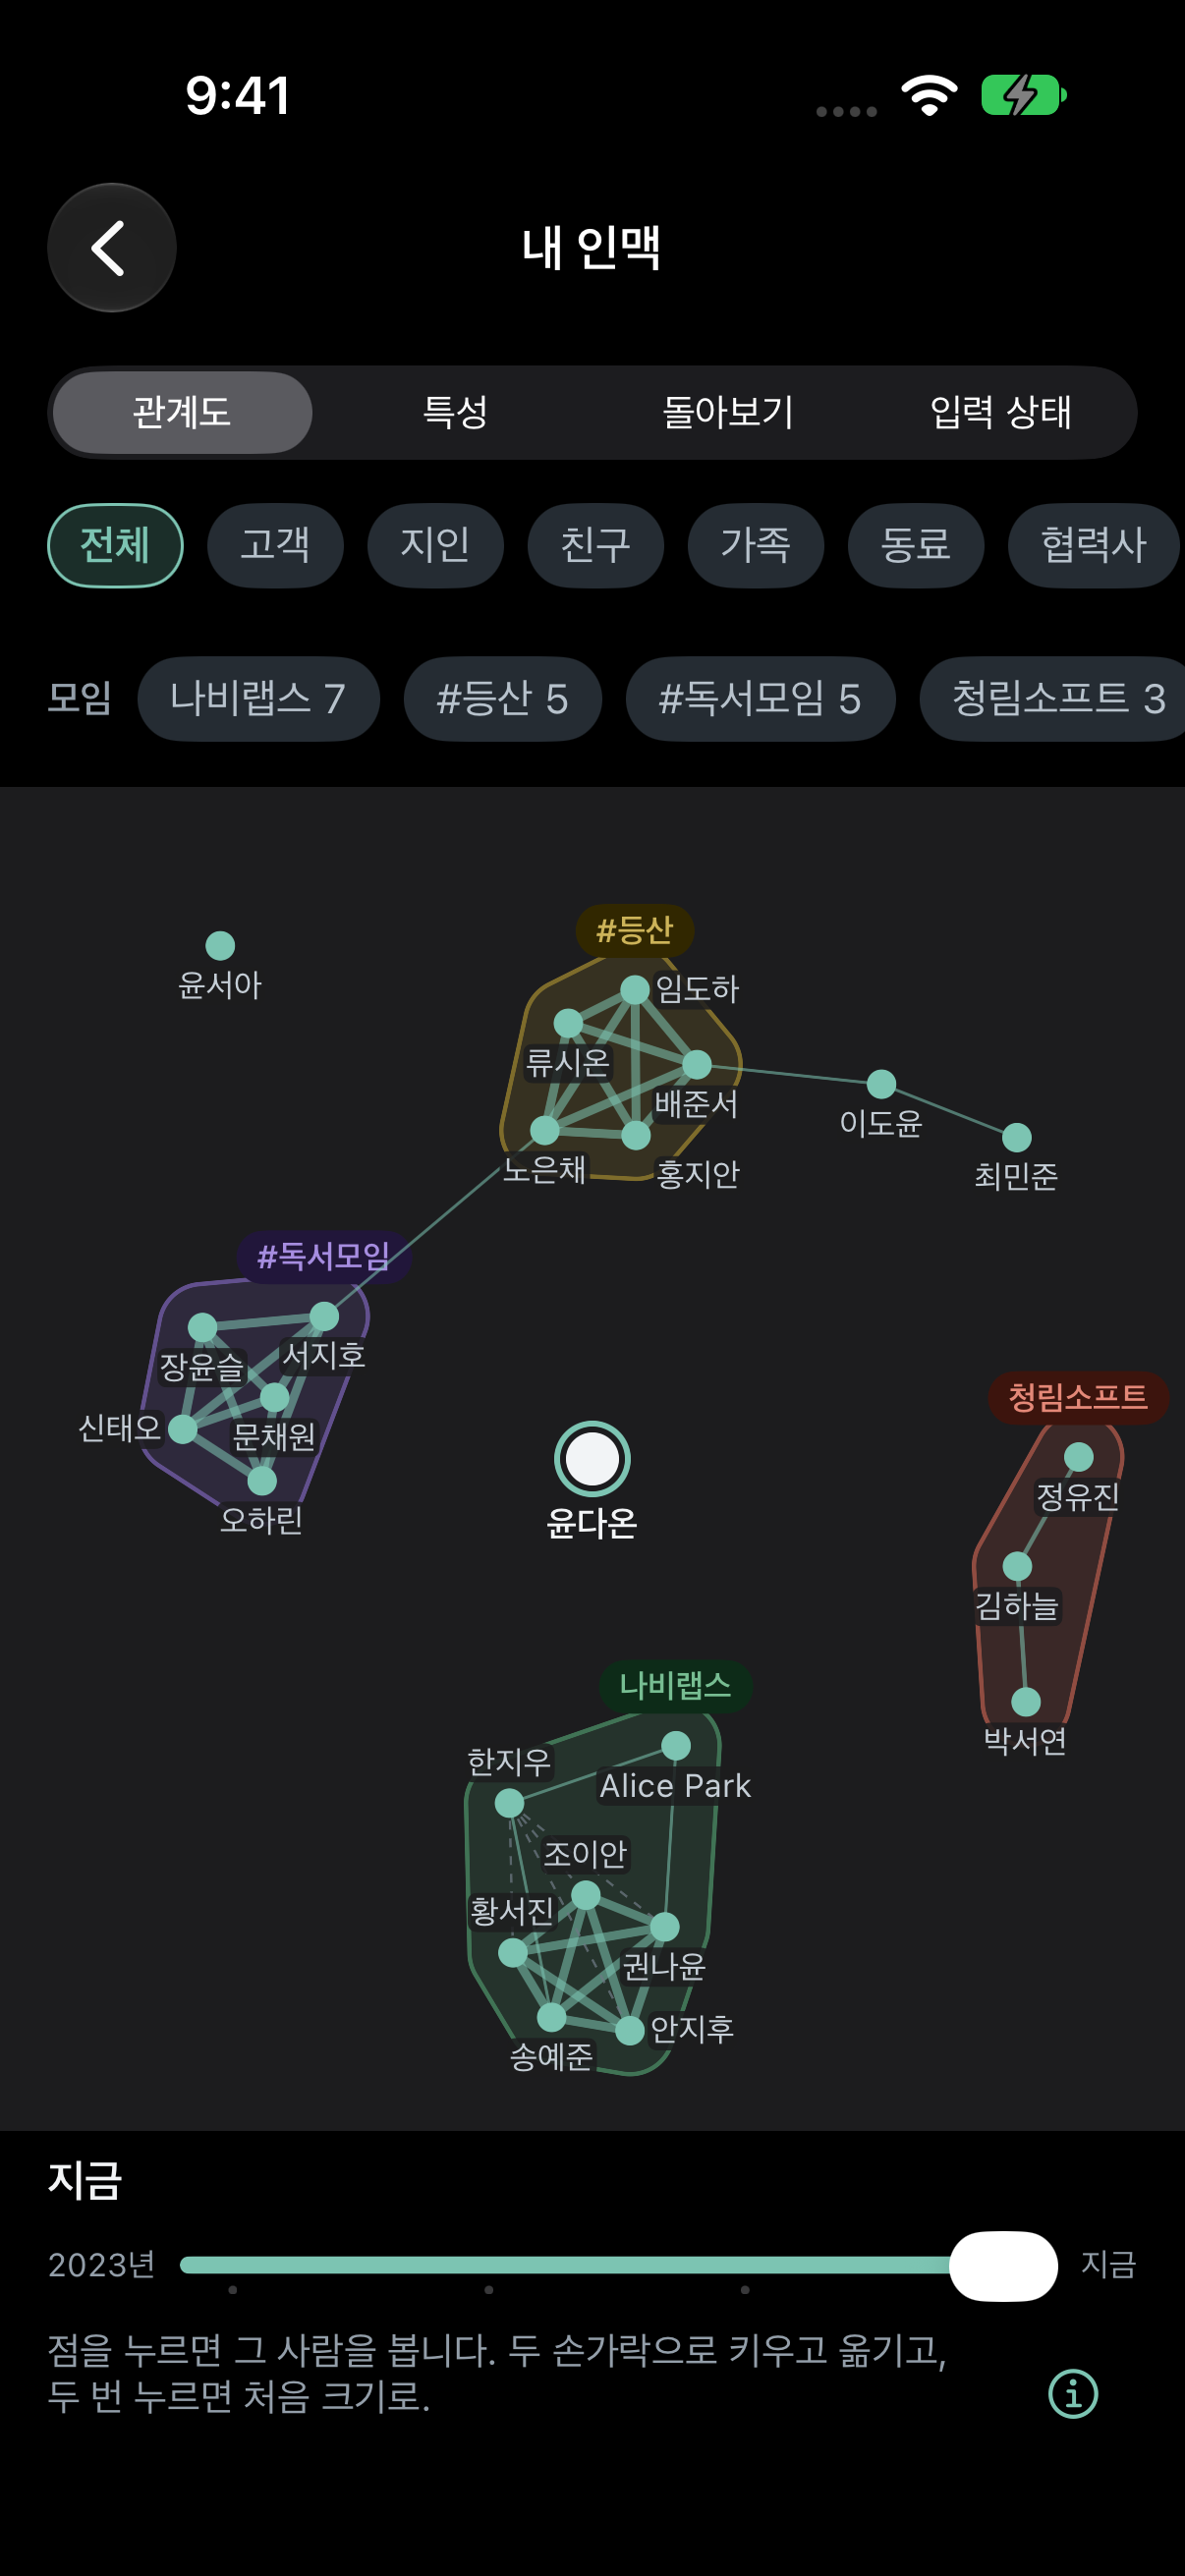 9:41
내 인맥
관계도 특성 돌아보기 입력 상태
전체 고객 지인 친구 가족 동료 협력사
모임 나비랩스 7 #등산 5 #독서모임 5 청림소프트 3
#등산
윤서아
임도하
류시온
배준서
이도윤
노은채
홍지안
최민준
#독서모임
장윤슬
서지호
신태오
문채원
오하린
윤다온
청림소프트
정유진
김하늘
박서연
나비랩스
한지우
Alice Park
조이안
황서진
권나윤
안지후
송예준
지금
2023년 지금
점을 누르면 그 사람을 봅니다. 두 손가락으로 키우고 옮기고,
두 번 누르면 처음 크기로.